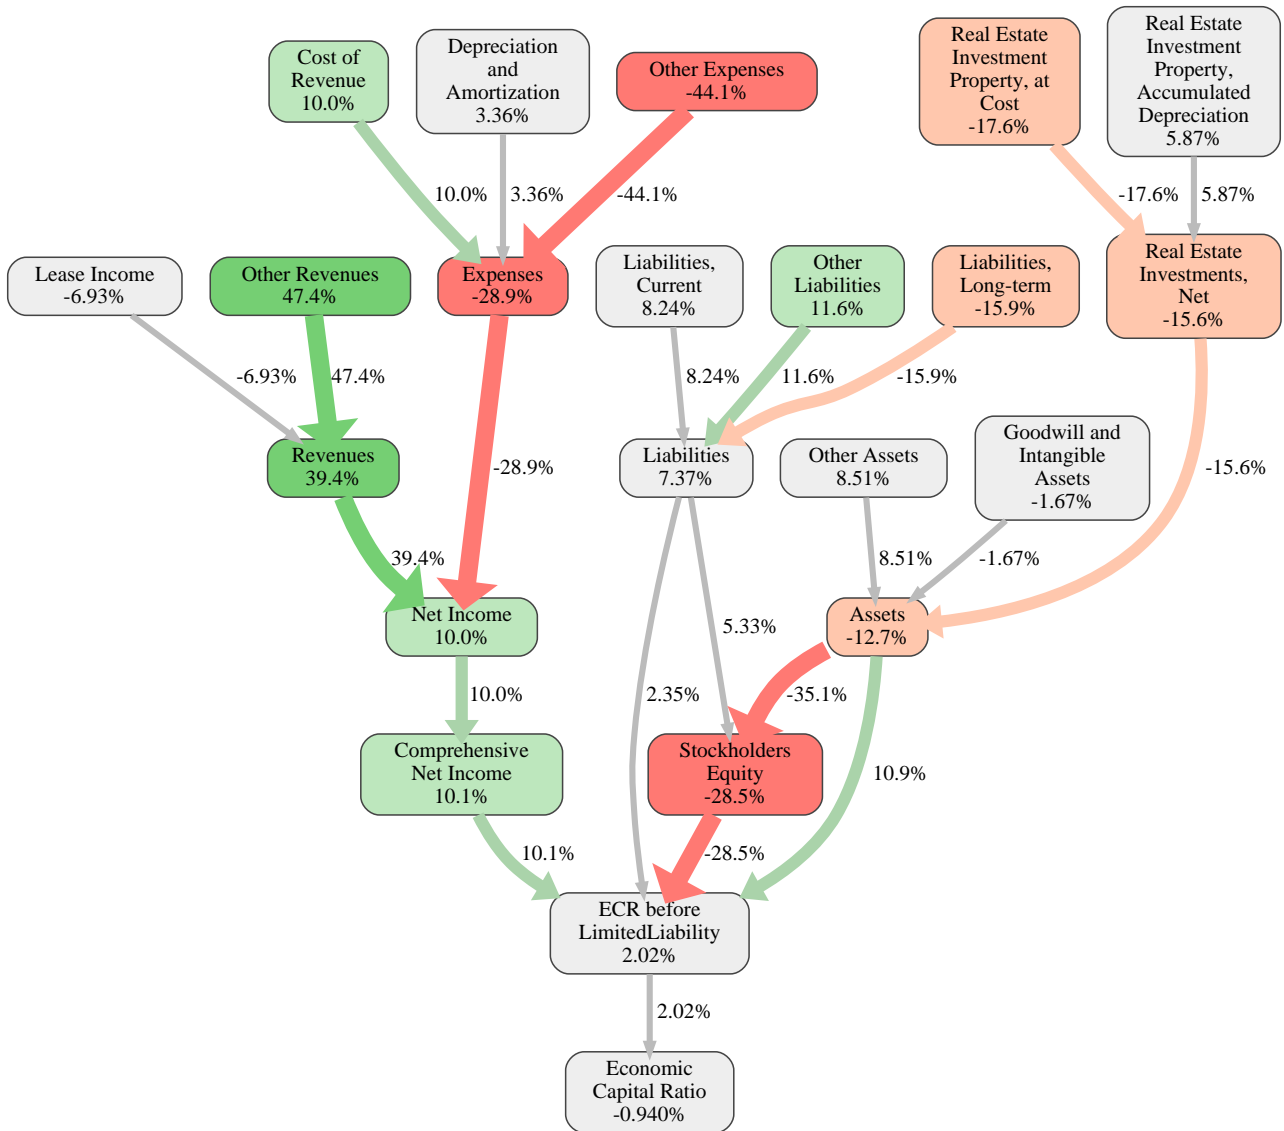 Cost of
Revenue
10.0%
Depreciation
and
Amortization
3.36%
Other Expenses
-44.1%
Real Estate
Investment
Property, at
Cost
-17.6%
Real Estate
Investment
Property,
Accumulated
Depreciation
5.87%
10.0%
3.36%
-44.1%
-17.6%
5.87%
Lease Income
-6.93%
Other Revenues
47.4%
Expenses
-28.9%
Liabilities,
Current
8.24%
Other
Liabilities
11.6%
Liabilities,
Long-term
-15.9%
Real Estate
Investments,
Net
-15.6%
-6.93%
47.4%
-28.9%
8.24%
11.6%
-15.9%
-15.6%
Revenues
39.4%
Liabilities
7.37%
Other Assets
8.51%
Goodwill and
Intangible
Assets
-1.67%
39.4%
8.51%
-1.67%
Net Income
10.0%
5.33%
Assets
-12.7%
10.0%
2.35%
-35.1%
10.9%
Comprehensive
Net Income
10.1%
Stockholders
Equity
-28.5%
10.1%
-28.5%
ECR before
LimitedLiability
2.02%
2.02%
Economic
Capital Ratio
-0.940%